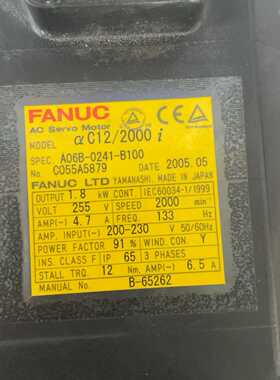 FANUC
AC Servo Motor
MODEL αC12/2000 i
SPEC. A06B-0241-B100
No. C055A5879 DATE 2005.05
FANUC LTD YAMANASHI, MADE IN JAPAN
OUTPUT 1.8 kW CONT. IEC60034-1/1999
VOLT 255 V SPEED 2000 min⁻¹
AMP(~) 4.7 A FREQ. 133 Hz
AMP. INPUT(~) 200-230 V 50/60Hz
POWER FACTOR 91 % WIND. CON. Y
INS. CLASS F IP 65 3 PHASES
STALL TRQ. 12 Nm. AMP(~) 6.5 A
MANUAL NO. B-65262